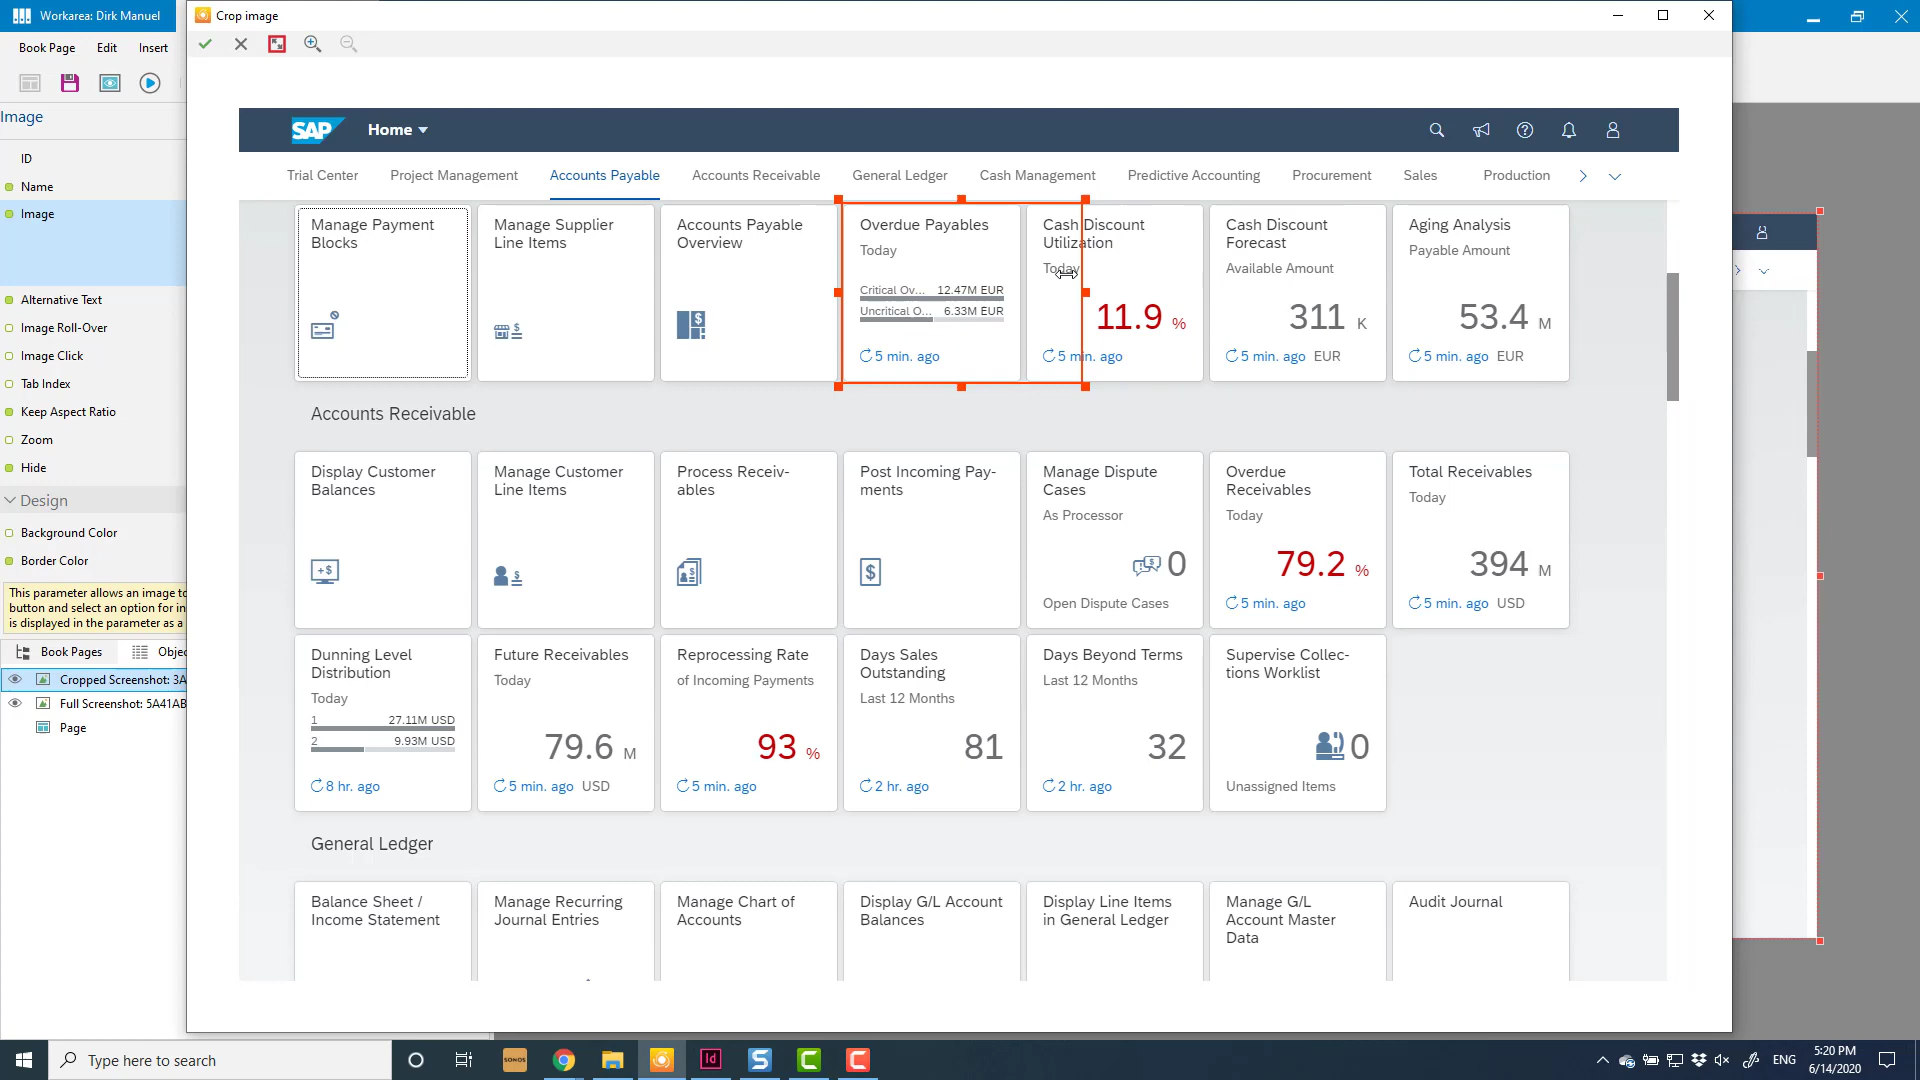 Workarea: Dirk Manuel
Crop image
Book Page Edit Insert
Image
ID
Name
Image
Alternative Text
Image Roll-Over
Image Click
Tab Index
Keep Aspect Ratio
Zoom
Hide
Design
Background Color
Border Color
This parameter allows an image to
button and select an option for in
is displayed in the parameter as a
Book Pages Objec
Cropped Screenshot: 3A
Full Screenshot: 5A41AB
Page
SAP Home
Trial Center Project Management Accounts Payable Accounts Receivable General Ledger Cash Management Predictive Accounting Procurement Sales Production
Manage Payment
Blocks
Manage Supplier
Line Items
Accounts Payable
Overview
Overdue Payables
Today
Critical Ov... 12.47M EUR
Uncritical O... 6.33M EUR
5 min. ago
Cash Discount
Utilization
Today
11.9 %
5 min. ago
Cash Discount
Forecast
Available Amount
311 K
5 min. ago EUR
Aging Analysis
Payable Amount
53.4 M
5 min. ago EUR
Accounts Receivable
Display Customer
Balances
Manage Customer
Line Items
Process Receiv-
ables
Post Incoming Pay-
ments
Manage Dispute
Cases
As Processor
0
Open Dispute Cases
Overdue
Receivables
Today
79.2 %
5 min. ago
Total Receivables
Today
394 M
5 min. ago USD
Dunning Level
Distribution
Today
1 27.11M USD
2 9.93M USD
8 hr. ago
Future Receivables
Today
79.6 M
5 min. ago USD
Reprocessing Rate
of Incoming Payments
93 %
5 min. ago
Days Sales
Outstanding
Last 12 Months
81
2 hr. ago
Days Beyond Terms
Last 12 Months
32
2 hr. ago
Supervise Collec-
tions Worklist
0
Unassigned Items
General Ledger
Balance Sheet /
Income Statement
Manage Recurring
Journal Entries
Manage Chart of
Accounts
Display G/L Account
Balances
Display Line Items
in General Ledger
Manage G/L
Account Master
Data
Audit Journal
Type here to search
SONOS
Id
S
C
C
ENG
5:20 PM
6/14/2020